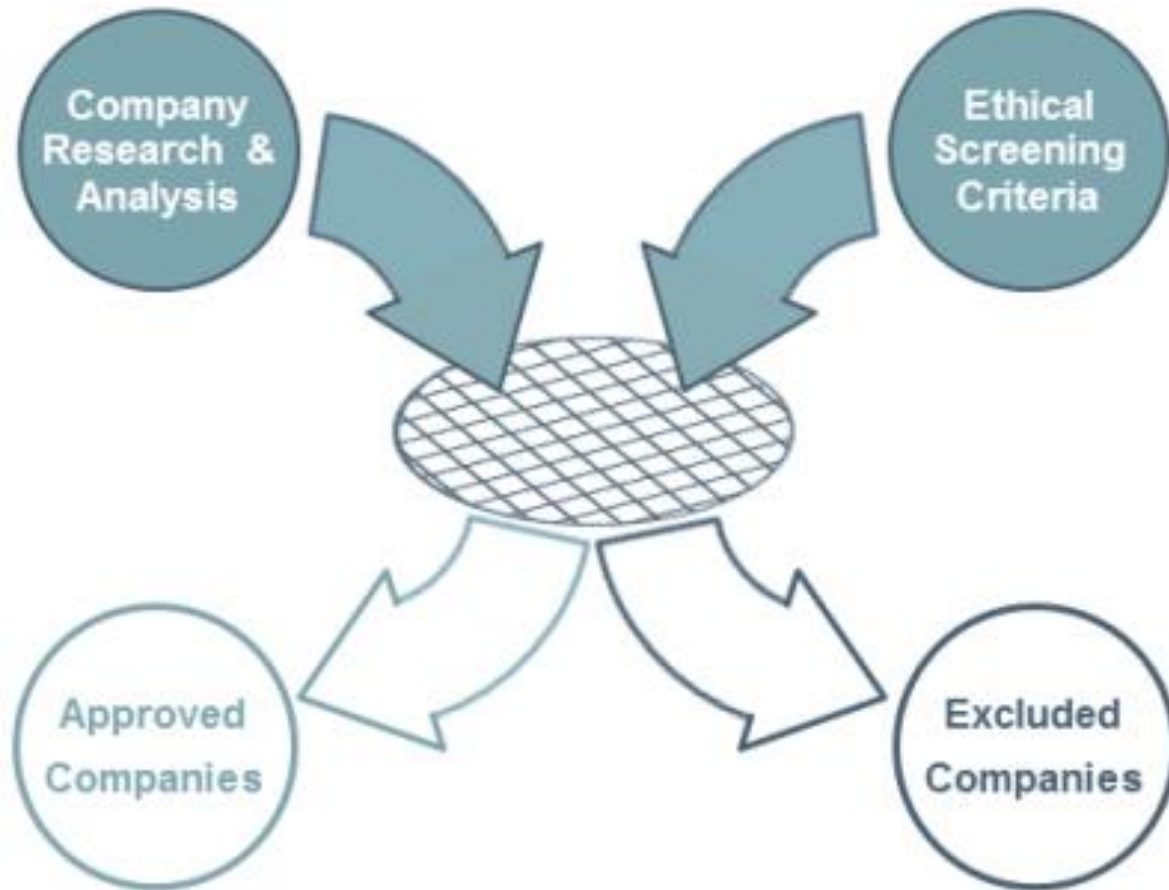 Company
Research &
Analysis
Ethical
Screening
Criteria
Approved
Companies
Excluded
Companies